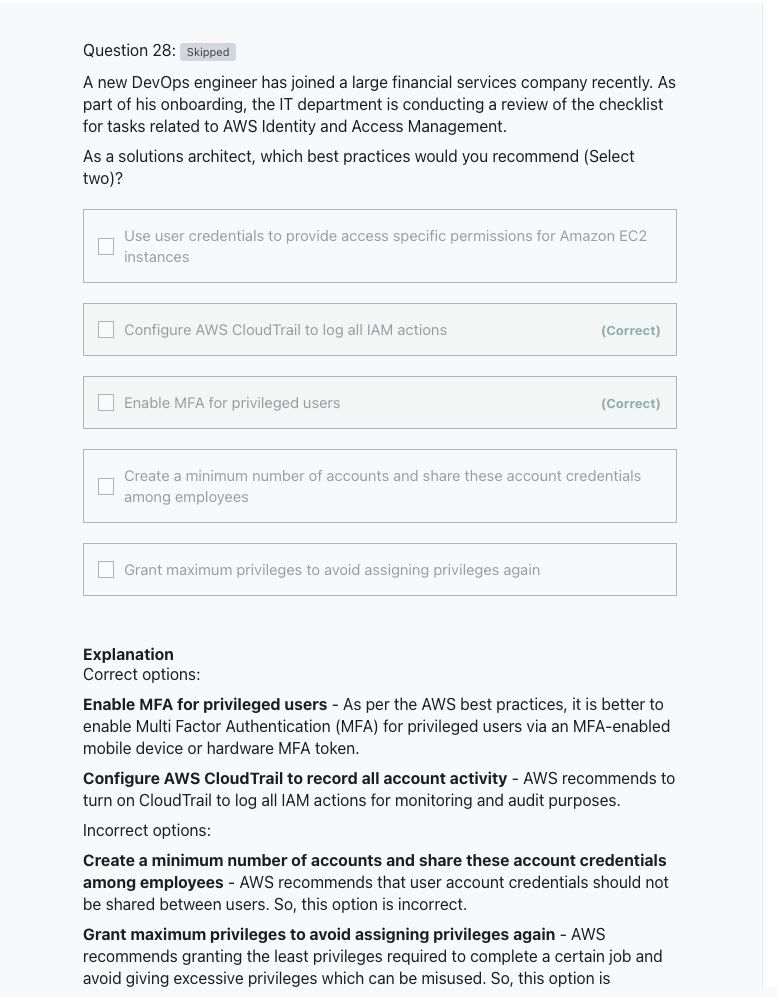 Question 28: Skipped
A new DevOps engineer has joined a large financial services company recently. As
part of his onboarding, the IT department is conducting a review of the checklist
for tasks related to AWS Identity and Access Management.
As a solutions architect, which best practices would you recommend (Select
two)?
Use user credentials to provide access specific permissions for Amazon EC2
instances
Configure AWS CloudTrail to log all IAM actions (Correct)
Enable MFA for privileged users (Correct)
Create a minimum number of accounts and share these account credentials
among employees
Grant maximum privileges to avoid assigning privileges again
Explanation
Correct options:
Enable MFA for privileged users - As per the AWS best practices, it is better to
enable Multi Factor Authentication (MFA) for privileged users via an MFA-enabled
mobile device or hardware MFA token.
Configure AWS CloudTrail to record all account activity - AWS recommends to
turn on CloudTrail to log all IAM actions for monitoring and audit purposes.
Incorrect options:
Create a minimum number of accounts and share these account credentials
among employees - AWS recommends that user account credentials should not
be shared between users. So, this option is incorrect.
Grant maximum privileges to avoid assigning privileges again - AWS
recommends granting the least privileges required to complete a certain job and
avoid giving excessive privileges which can be misused. So, this option is